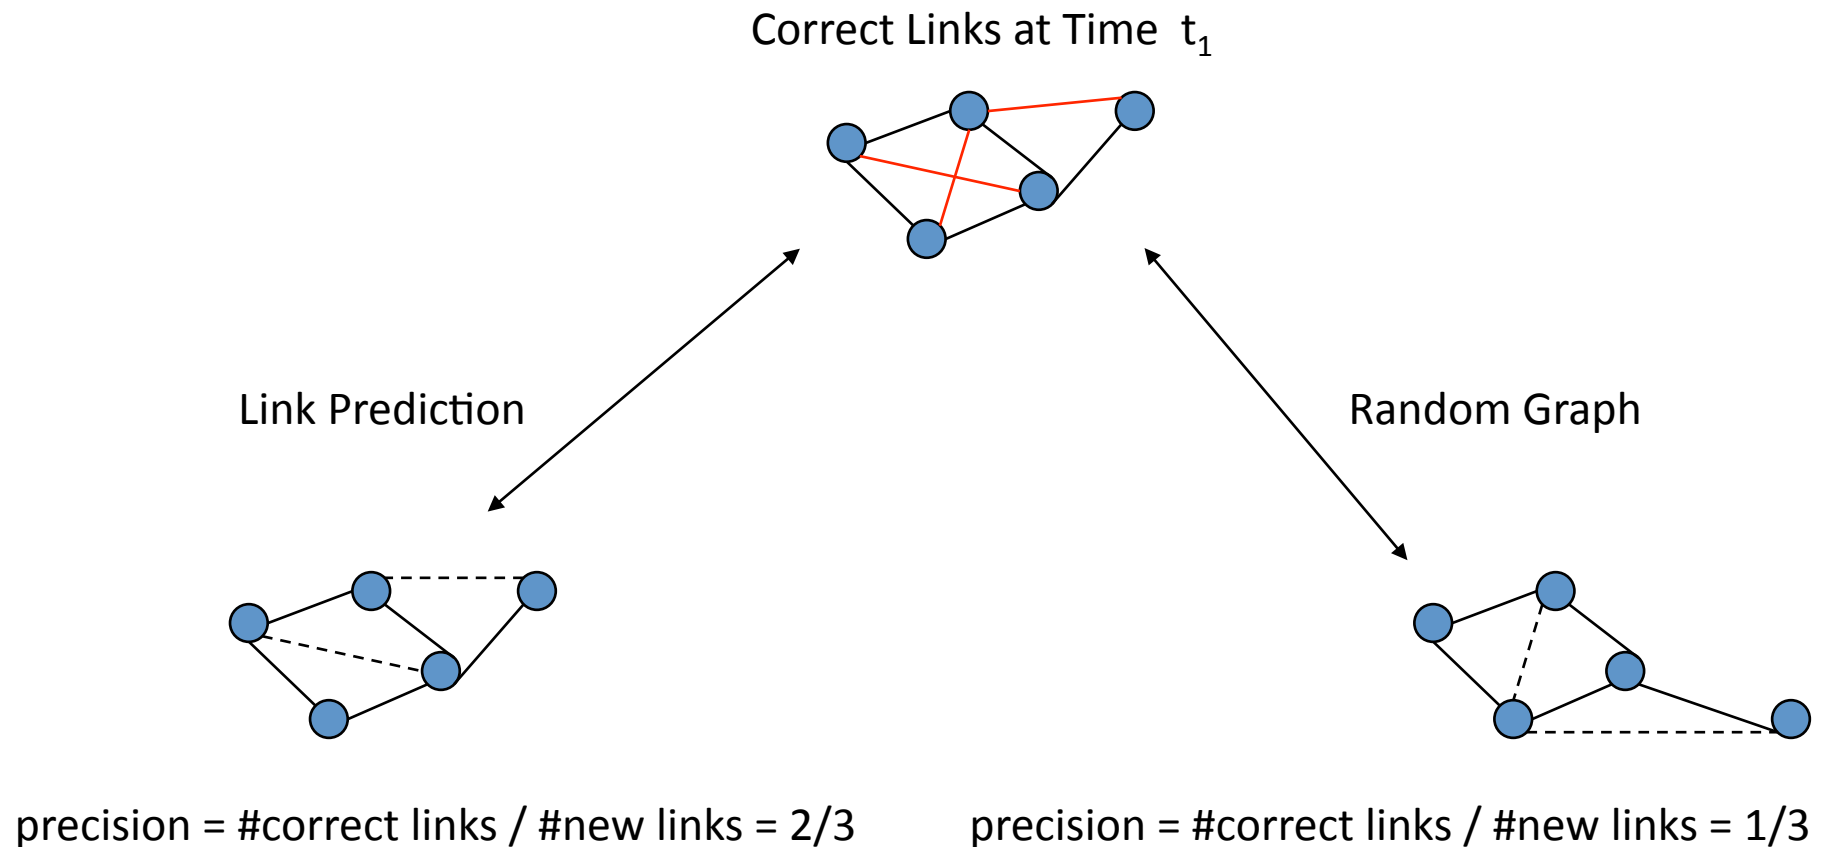 Correct Links at Time t₁
Link Prediction
Random Graph
precision = #correct links / #new links = 2/3
precision = #correct links / #new links = 1/3